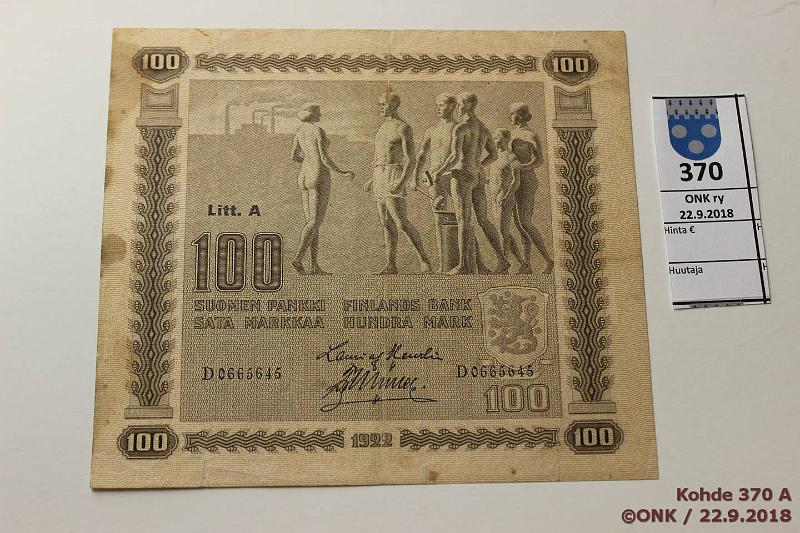 100 100
Litt. A
100
SUOMEN PANKKI FINLANDS BANK
SATA MARKKAA HUNDRA MARK
D0665645 D0665645
100
100 1922 100
370
ONK ry
22.9.2018
Hinta €
Huutaja
Kohde 370 A
©ONK / 22.9.2018